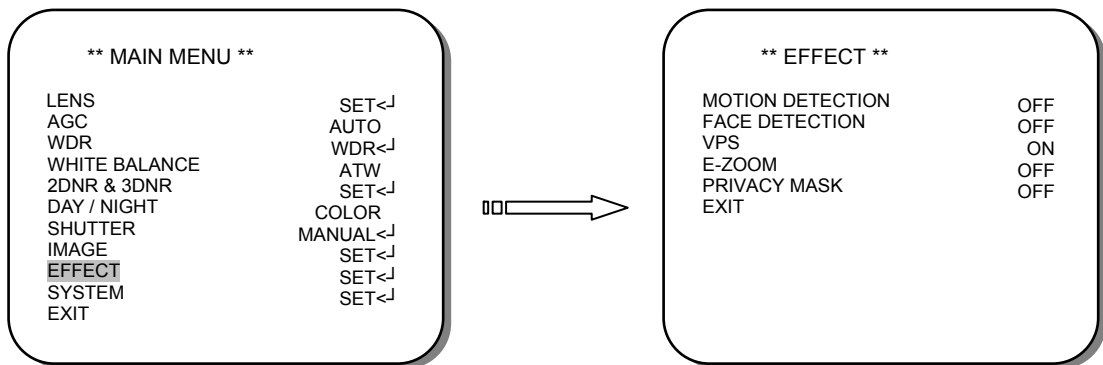 ** MAIN MENU **
LENS SET<┘
AGC AUTO
WDR WDR<┘
WHITE BALANCE ATW
2DNR & 3DNR SET<┘
DAY / NIGHT COLOR
SHUTTER MANUAL<┘
IMAGE SET<┘
EFFECT SET<┘
SYSTEM SET<┘
EXIT
** EFFECT **
MOTION DETECTION OFF
FACE DETECTION OFF
VPS ON
E-ZOOM OFF
PRIVACY MASK OFF
EXIT